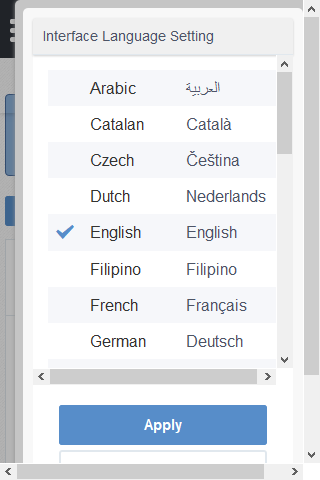 Interface Language Setting
Arabic العربية
Catalan Català
Czech Čeština
Dutch Nederlands
English English
Filipino Filipino
French Français
German Deutsch
Apply